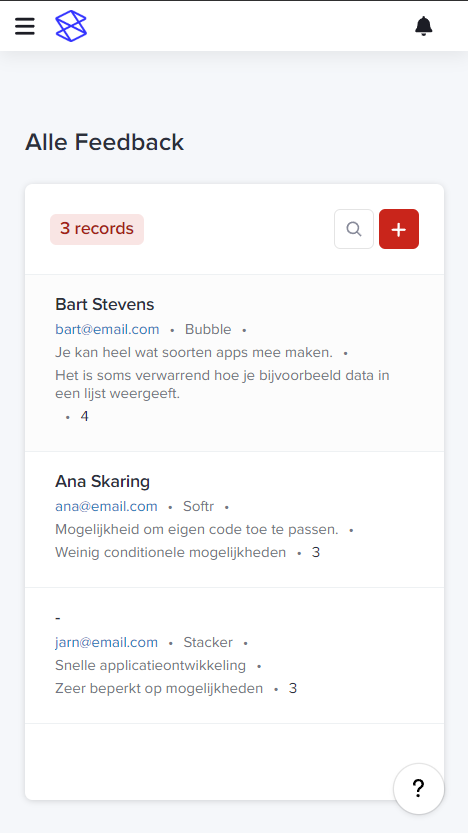 Alle Feedback
3 records
Bart Stevens
bart@email.com • Bubble •
Je kan heel wat soorten apps mee maken. •
Het is soms verwarrend hoe je bijvoorbeeld data in
een lijst weergeeft.
• 4
Ana Skaring
ana@email.com • Softr •
Mogelijkheid om eigen code toe te passen. •
Weinig conditionele mogelijkheden • 3
-
jarn@email.com • Stacker •
Snelle applicatieontwikkeling •
Zeer beperkt op mogelijkheden • 3
?